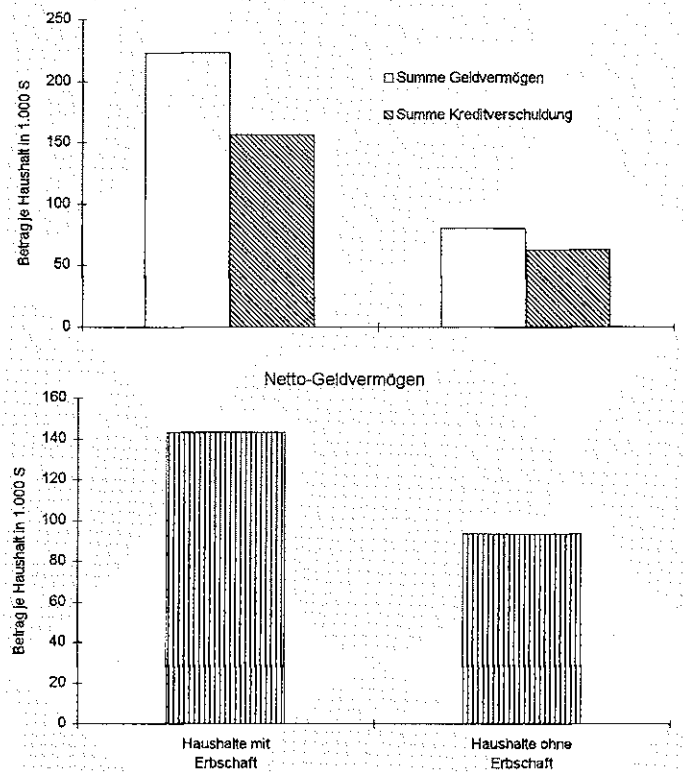 250
200
150
100
50
0
Betrag je Haushalt in 1.000 S
Summe Geldvermögen
Summe Kreditverschuldung
Netto-Geldvermögen
160
140
120
100
80
60
40
20
0
Betrag je Haushalt in 1.000 S
Haushalte mit
Erbschaft
Haushalte ohne
Erbschaft